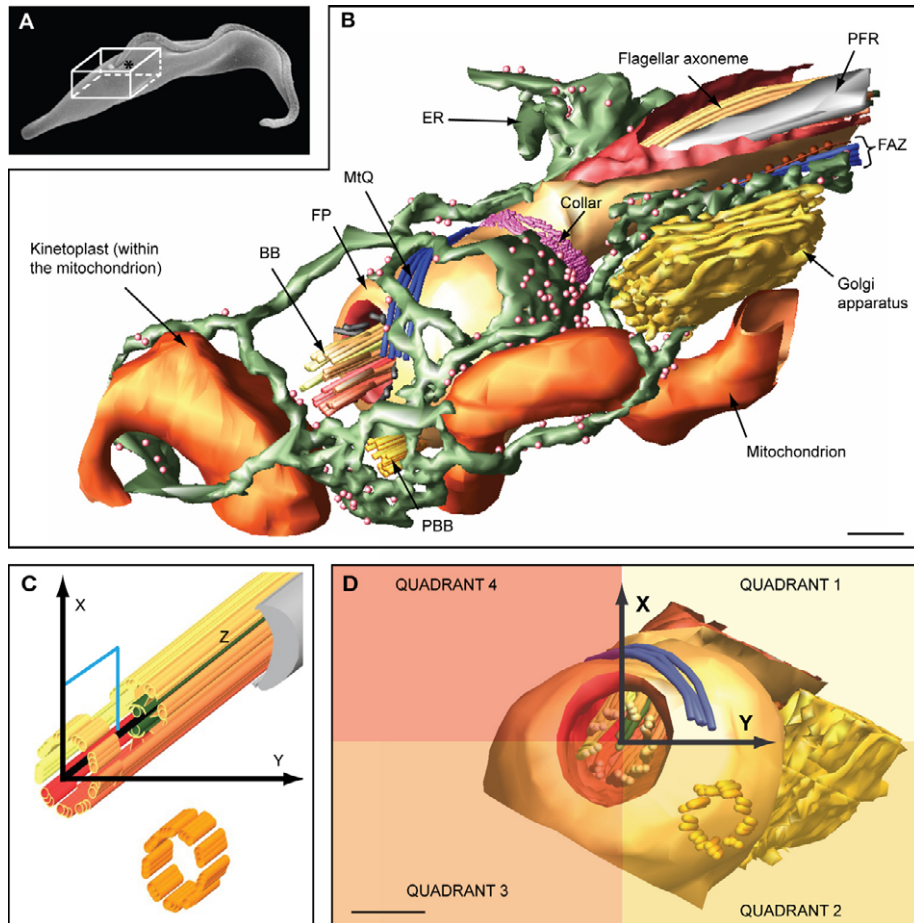 A
*
B
Flagellar axoneme
PFR
ER
FAZ
MtQ
FP
Collar
BB
Kinetoplast (within
the mitochondrion)
Golgi
apparatus
Mitochondrion
PBB
C
X
Z
Y
D
QUADRANT 4
QUADRANT 1
X
Y
QUADRANT 3
QUADRANT 2